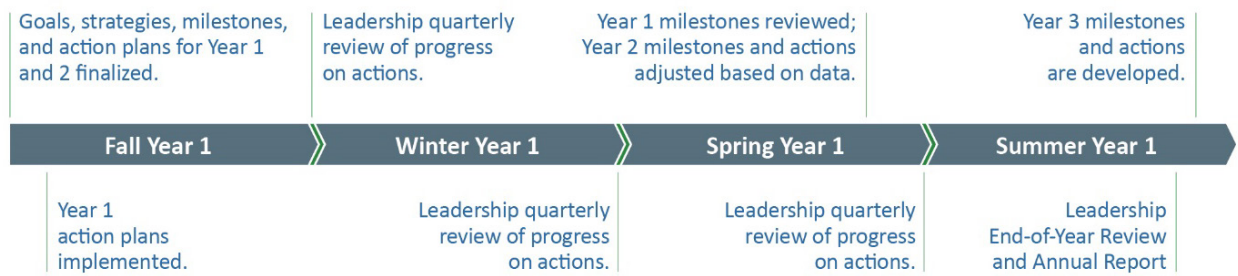 Goals, strategies, milestones,
and action plans for Year 1
and 2 finalized.
Leadership quarterly
review of progress
on actions.
Year 1 milestones reviewed;
Year 2 milestones and actions
adjusted based on data.
Year 3 milestones
and actions
are developed.
Fall Year 1
Winter Year 1
Spring Year 1
Summer Year 1
Year 1
action plans
implemented.
Leadership quarterly
review of progress
on actions.
Leadership quarterly
review of progress
on actions.
Leadership
End-of-Year Review
and Annual Report